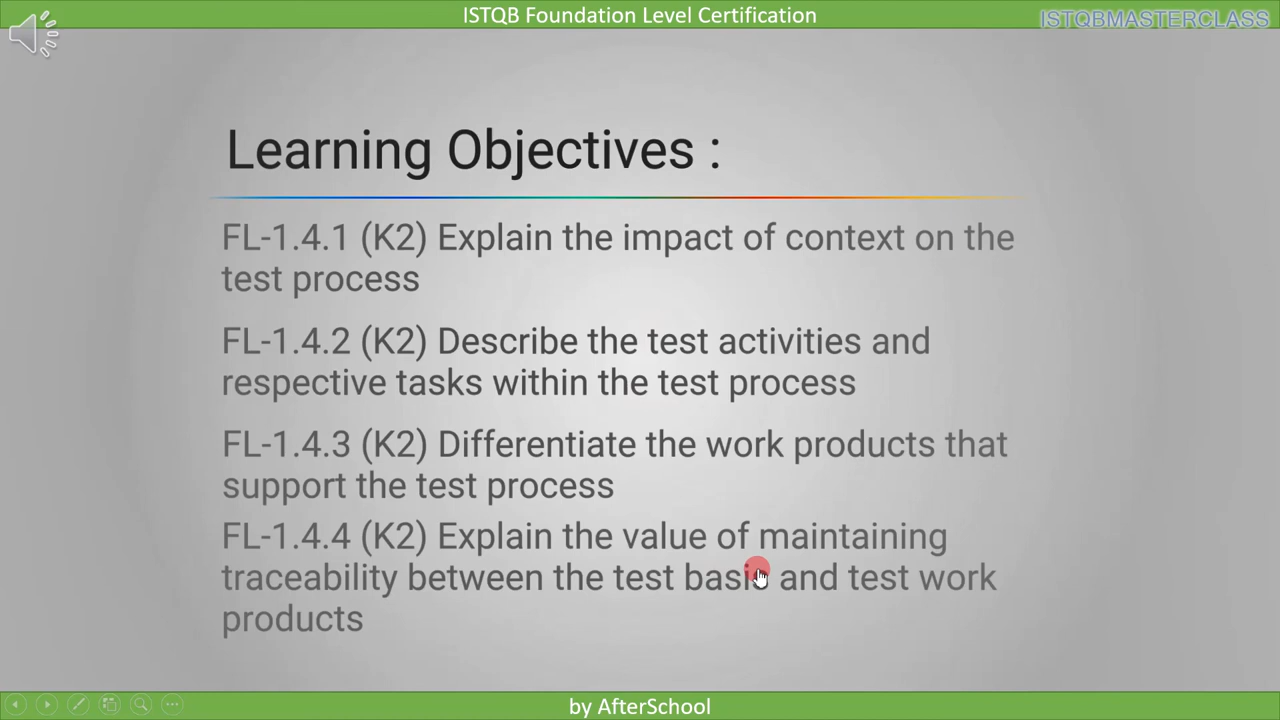 ISTQB Foundation Level Certification
ISTQBMASTERCLASS
Learning Objectives :
FL-1.4.1 (K2) Explain the impact of context on the
test process
FL-1.4.2 (K2) Describe the test activities and
respective tasks within the test process
FL-1.4.3 (K2) Differentiate the work products that
support the test process
FL-1.4.4 (K2) Explain the value of maintaining
traceability between the test basis and test work
products
by AfterSchool